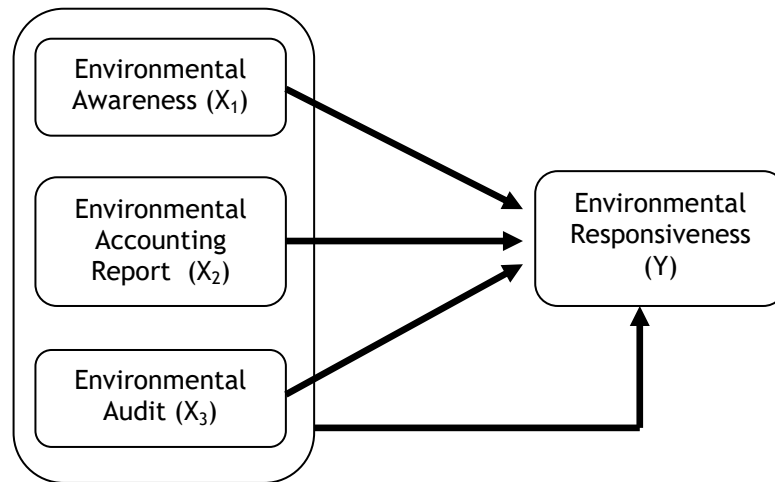 Environmental
Awareness (X₁)
Environmental
Accounting
Report (X₂)
Environmental
Audit (X₃)
Environmental
Responsiveness
(Y)